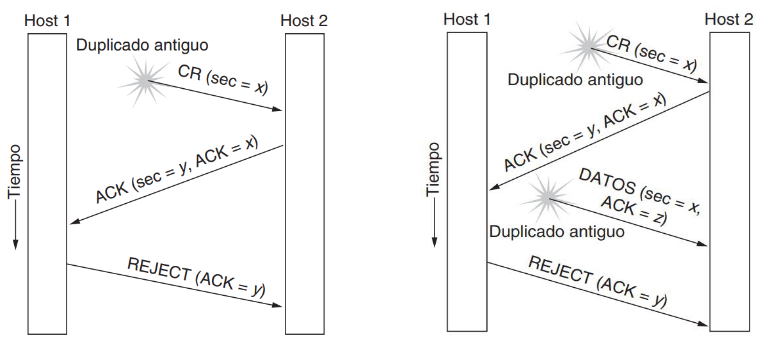 Host 1
Host 2
Duplicado antiguo
CR (sec = x)
ACK (sec = y, ACK = x)
Tiempo
REJECT (ACK = y)
Host 1
Host 2
CR (sec = x)
Duplicado antiguo
ACK (sec = y, ACK = x)
Tiempo
DATOS (sec = x,
ACK = z)
Duplicado antiguo
REJECT (ACK = y)